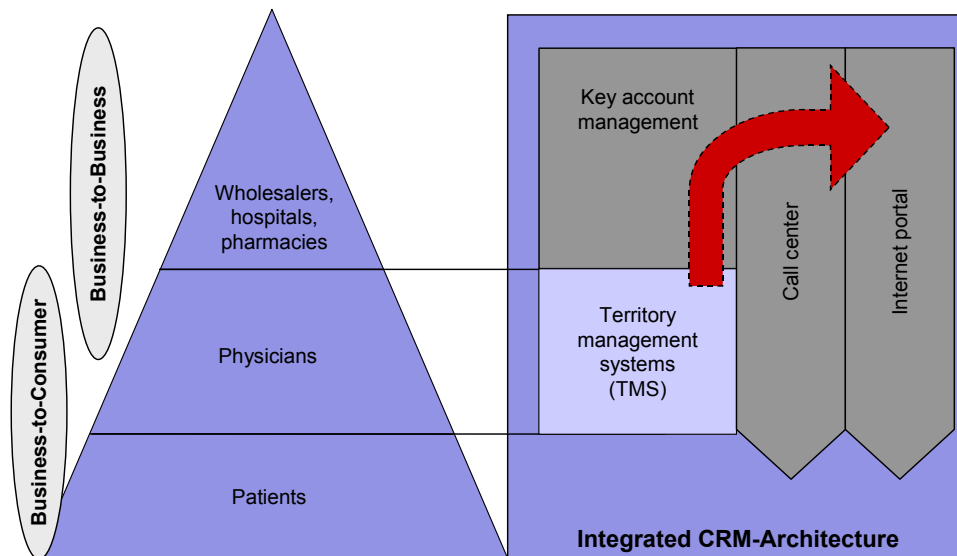 Business-to-Business
Business-to-Consumer
Wholesalers,
hospitals,
pharmacies
Physicians
Patients
Key account
management
Territory
management
systems
(TMS)
Call center
Internet portal
Integrated CRM-Architecture